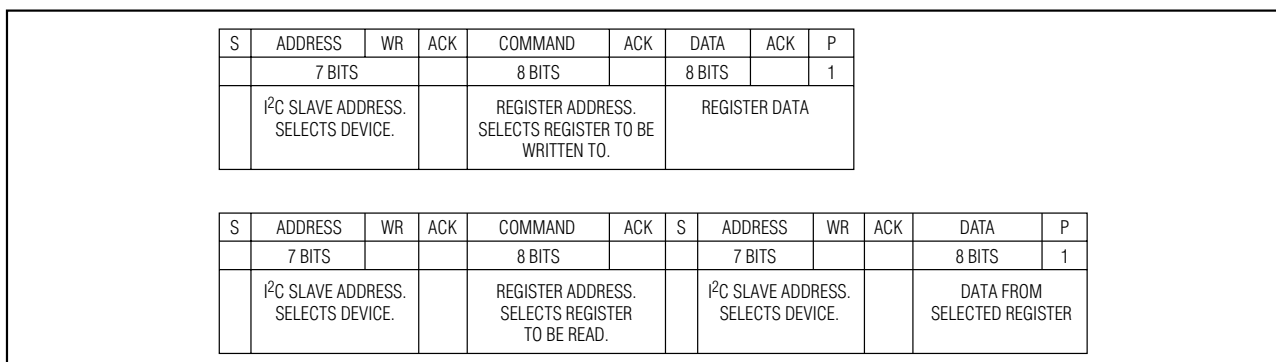 S ADDRESS WR ACK COMMAND ACK DATA ACK P
7 BITS 8 BITS 8 BITS 1
I²C SLAVE ADDRESS.
SELECTS DEVICE.
REGISTER ADDRESS.
SELECTS REGISTER TO BE
WRITTEN TO.
REGISTER DATA
S ADDRESS WR ACK COMMAND ACK S ADDRESS WR ACK DATA P
7 BITS 8 BITS 7 BITS 8 BITS 1
I²C SLAVE ADDRESS.
SELECTS DEVICE.
REGISTER ADDRESS.
SELECTS REGISTER
TO BE READ.
I²C SLAVE ADDRESS.
SELECTS DEVICE.
DATA FROM
SELECTED REGISTER